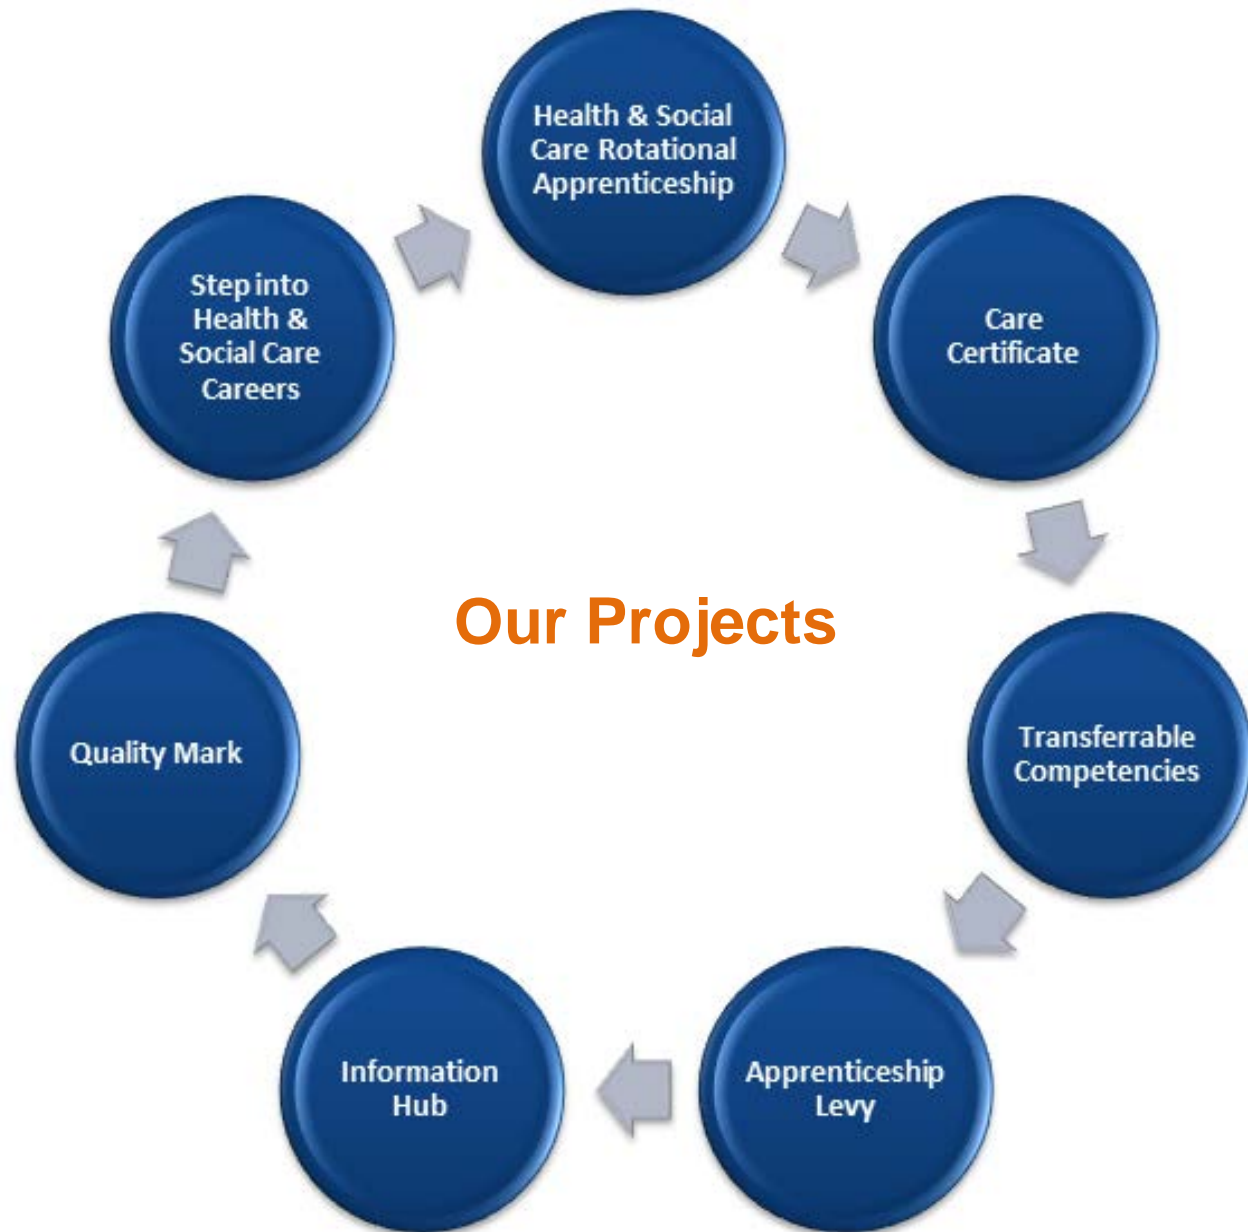 Health & Social
Care Rotational
Apprenticeship
Care
Certificate
Transferrable
Competencies
Apprenticeship
Levy
Information
Hub
Quality Mark
Step into
Health &
Social Care
Careers
Our Projects